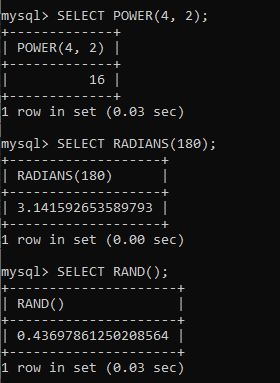 mysql> SELECT POWER(4, 2);
+-------------+
| POWER(4, 2) |
+-------------+
|          16 |
+-------------+
1 row in set (0.03 sec)
mysql> SELECT RADIANS(180);
+-------------------+
| RADIANS(180)      |
+-------------------+
| 3.141592653589793 |
+-------------------+
1 row in set (0.00 sec)
mysql> SELECT RAND();
+---------------------+
| RAND()              |
+---------------------+
| 0.43697861250208564 |
+---------------------+
1 row in set (0.03 sec)